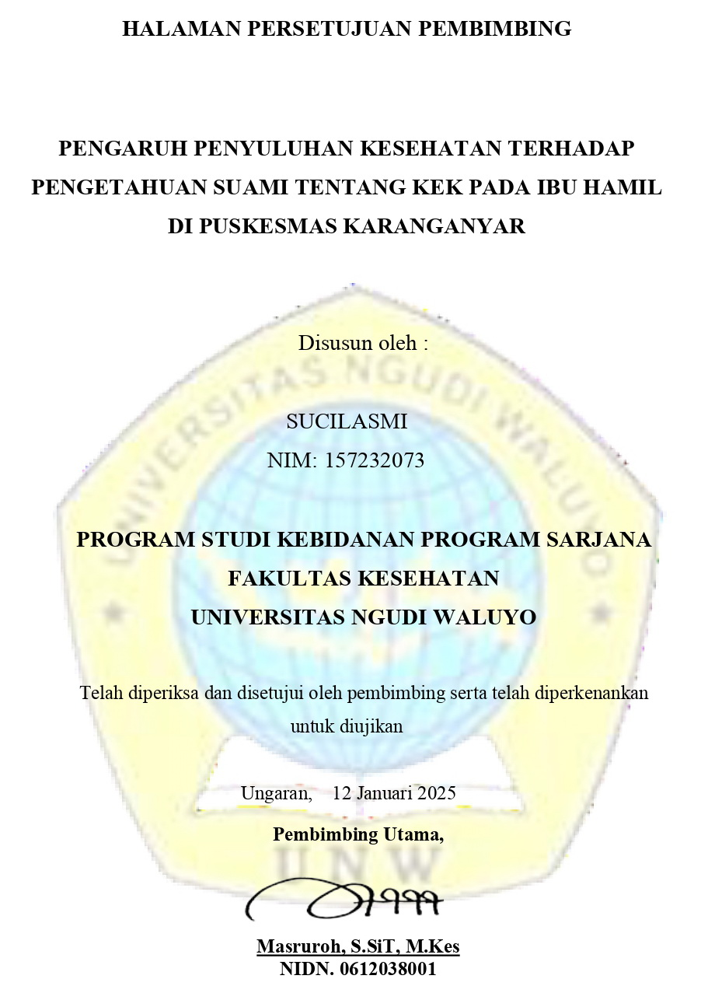 HALAMAN PERSETUJUAN PEMBIMBING
PENGARUH PENYULUHAN KESEHATAN TERHADAP
PENGETAHUAN SUAMI TENTANG KEK PADA IBU HAMIL
DI PUSKESMAS KARANGANYAR
UNIVERSITAS NGUDI WALUYO
Disusun oleh :
SUCILASMI
NIM: 157232073
PROGRAM STUDI KEBIDANAN PROGRAM SARJANA
FAKULTAS KESEHATAN
UNIVERSITAS NGUDI WALUYO
Telah diperiksa dan disetujui oleh pembimbing serta telah diperkenankan
untuk diujikan
Ungaran, 12 Januari 2025
Pembimbing Utama,
UNW
Masruroh, S.SiT, M.Kes
NIDN. 0612038001